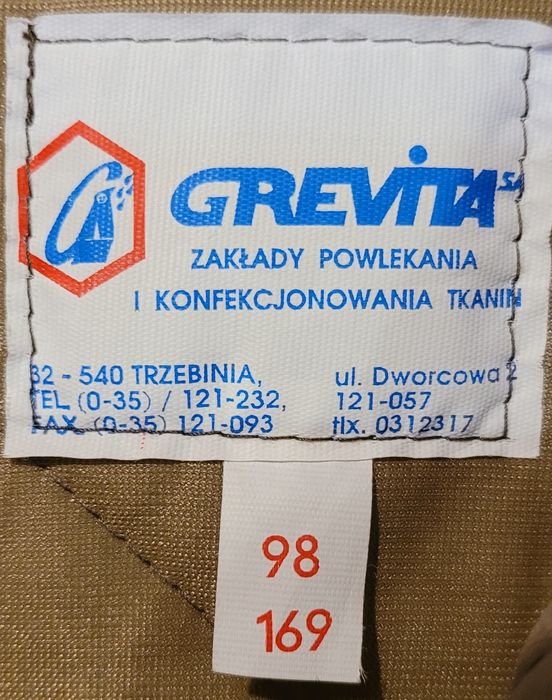 GREVITA S.A.
ZAKŁADY POWLEKANIA
I KONFEKCJONOWANIA TKANIN
32 - 540 TRZEBINIA, ul. Dworcowa 2
TEL. (0-35) / 121-232, 121-057
FAX. (0-35) 121-093 tlx. 0312317
98
169